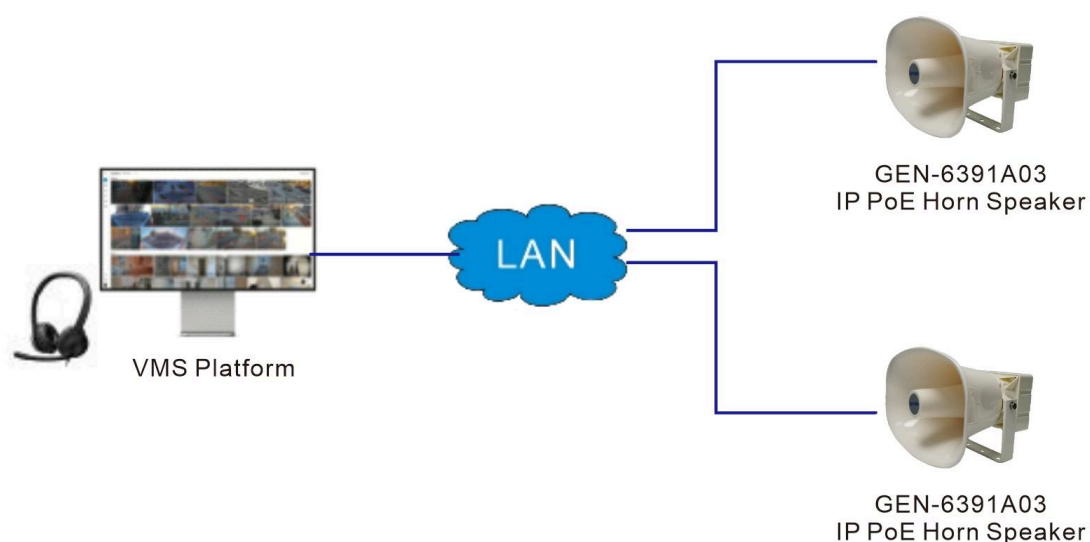 GEN-6391A03
IP PoE Horn Speaker
LAN
VMS Platform
GEN-6391A03
IP PoE Horn Speaker